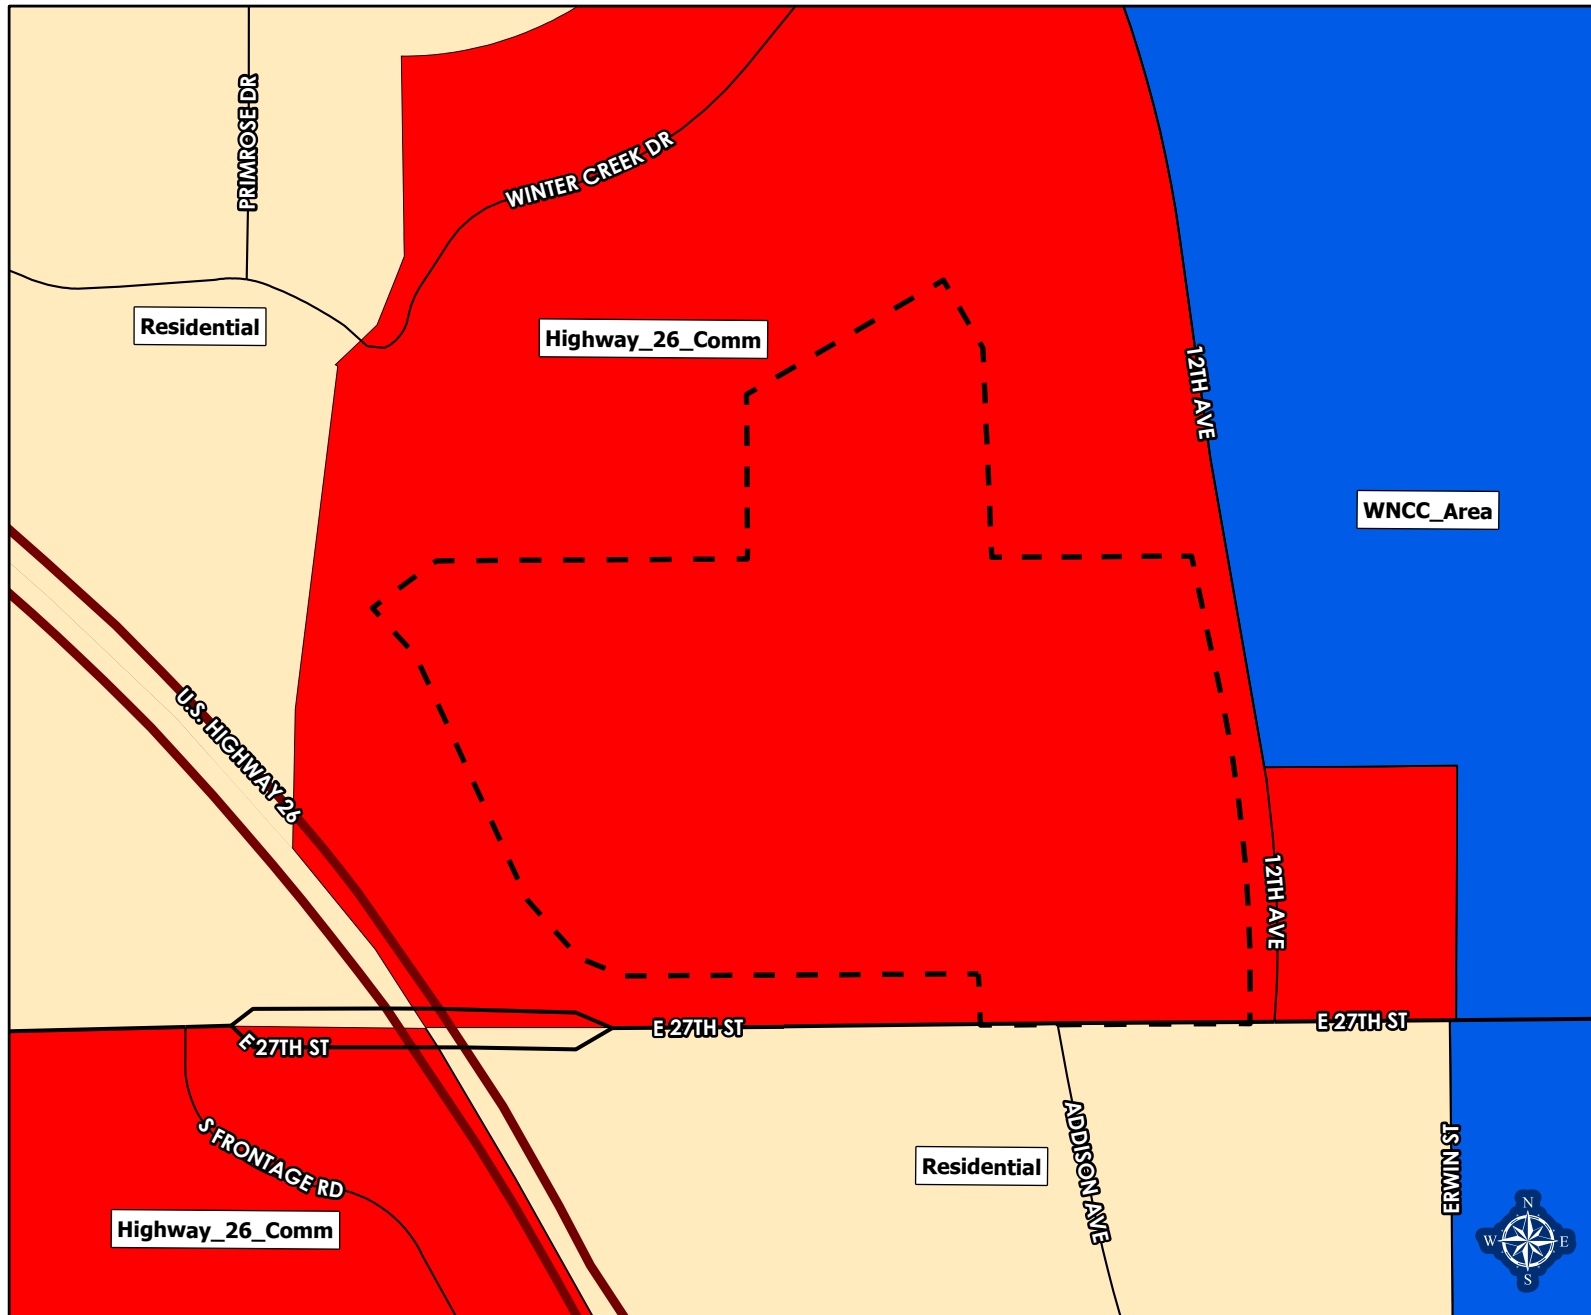 PRIMROSE DR
WINTER CREEK DR
Residential
Highway_26_Comm
12TH AVE
WNCC_Area
U.S. HIGHWAY 26
12TH AVE
E 27TH ST
E 27TH ST
E 27TH ST
S FRONTAGE RD
ADDISON AVE
Residential
ERWIN ST
Highway_26_Comm
N
W
E
S